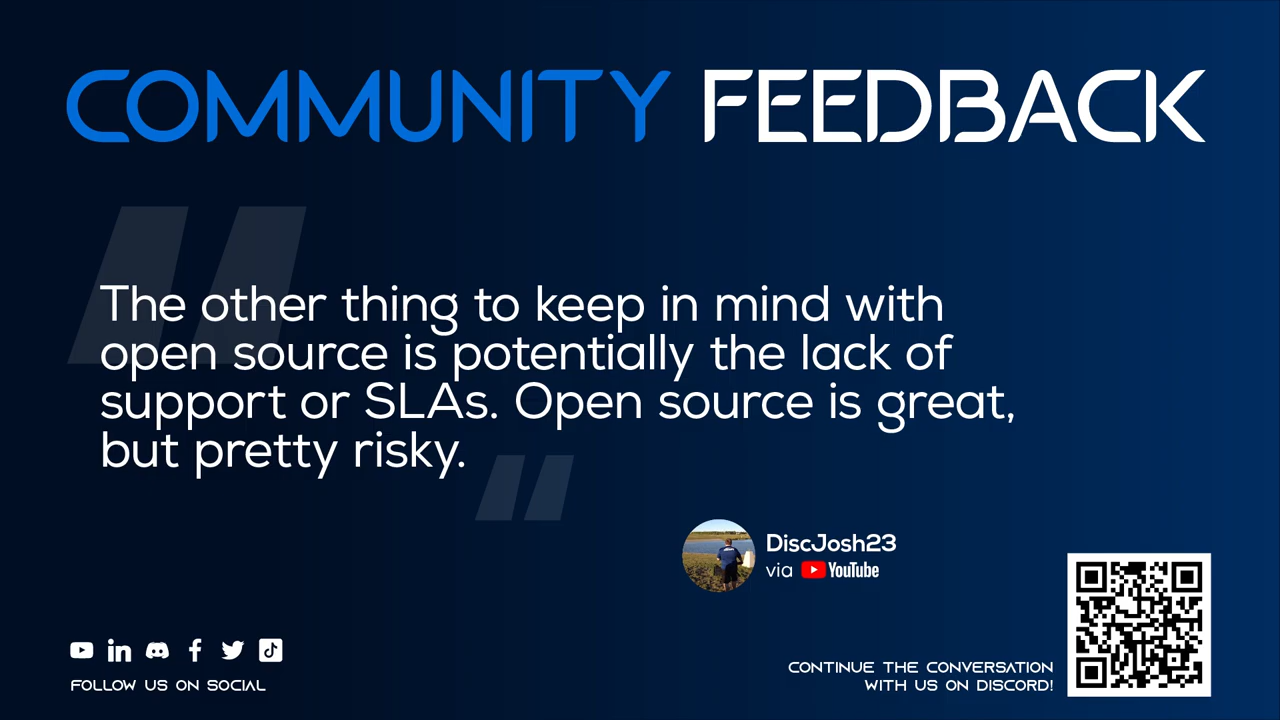 COMMUNITY FEEDBACK
The other thing to keep in mind with
open source is potentially the lack of
support or SLAs. Open source is great,
but pretty risky.
DiscJosh23
via YouTube
FOLLOW US ON SOCIAL
CONTINUE THE CONVERSATION
WITH US ON DISCORD!